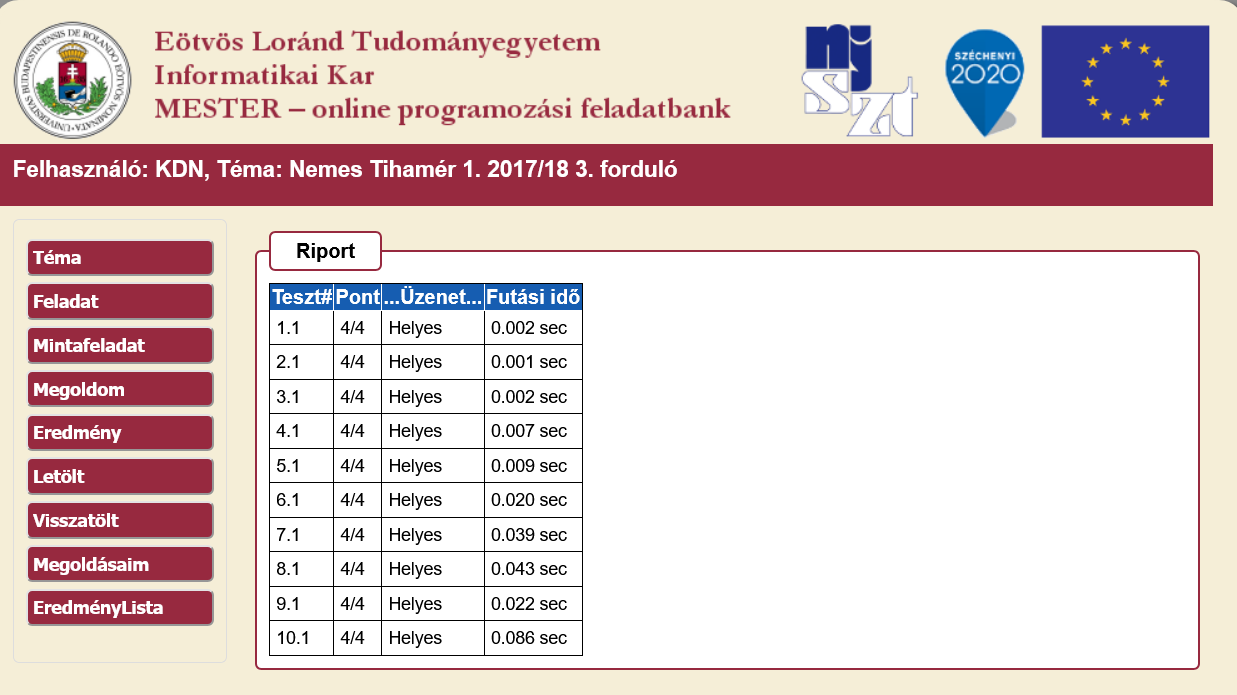 Eötvös Loránd Tudományegyetem
Informatikai Kar
MESTER – online programozási feladatbank
njszt
SZÉCHENYI
2020
Felhasználó: KDN, Téma: Nemes Tihamér 1. 2017/18 3. forduló
Téma
Feladat
Mintafeladat
Megoldom
Eredmény
Letölt
Visszatölt
Megoldásaim
EredményLista
Riport
Teszt# Pont ...Üzenet... Futási idő
1.1 4/4 Helyes 0.002 sec
2.1 4/4 Helyes 0.001 sec
3.1 4/4 Helyes 0.002 sec
4.1 4/4 Helyes 0.007 sec
5.1 4/4 Helyes 0.009 sec
6.1 4/4 Helyes 0.020 sec
7.1 4/4 Helyes 0.039 sec
8.1 4/4 Helyes 0.043 sec
9.1 4/4 Helyes 0.022 sec
10.1 4/4 Helyes 0.086 sec